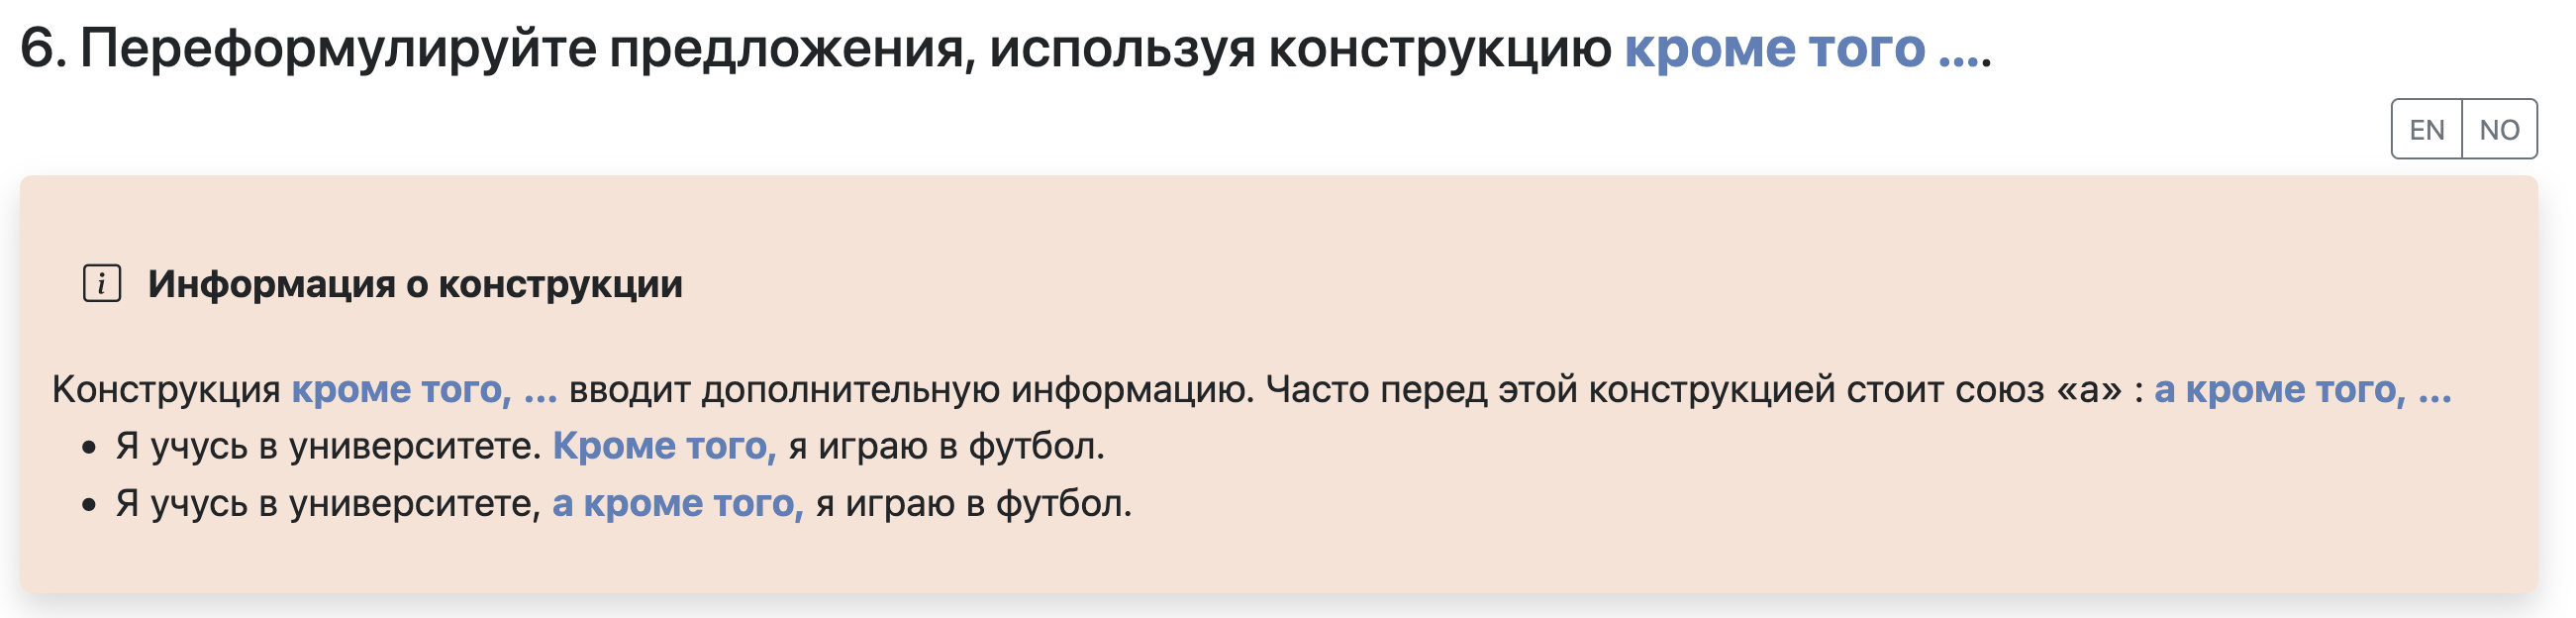 6. Переформулируйте предложения, используя конструкцию кроме того ....
EN NO
i Информация о конструкции
Конструкция кроме того, ... вводит дополнительную информацию. Часто перед этой конструкцией стоит союз «а» : а кроме того, ...
• Я учусь в университете. Кроме того, я играю в футбол.
• Я учусь в университете, а кроме того, я играю в футбол.